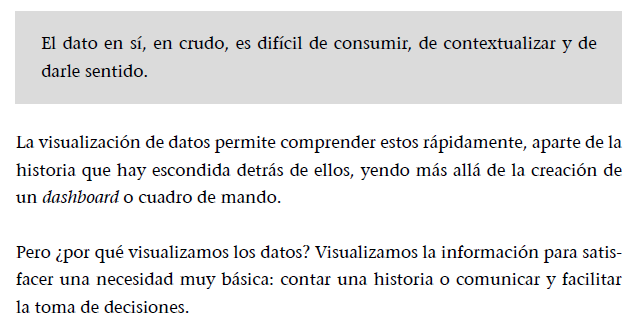 El dato en sí, en crudo, es difícil de consumir, de contextualizar y de
darle sentido.
La visualización de datos permite comprender estos rápidamente, aparte de la
historia que hay escondida detrás de ellos, yendo más allá de la creación de
un dashboard o cuadro de mando.
Pero ¿por qué visualizamos los datos? Visualizamos la información para satis-
facer una necesidad muy básica: contar una historia o comunicar y facilitar
la toma de decisiones.